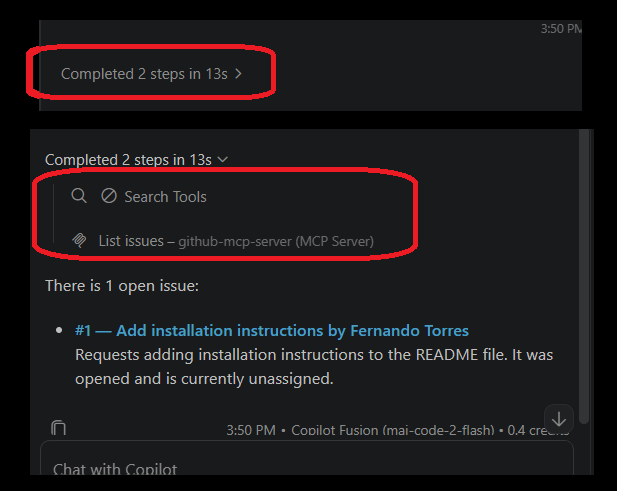 3:50 PM
Completed 2 steps in 13s
Completed 2 steps in 13s
Search Tools
List issues – github-mcp-server (MCP Server)
There is 1 open issue:
• #1 — Add installation instructions by Fernando Torres
Requests adding installation instructions to the README file. It was
opened and is currently unassigned.
3:50 PM • Copilot Fusion (mai-code-2-flash) • 0.4 credits
Chat with Copilot